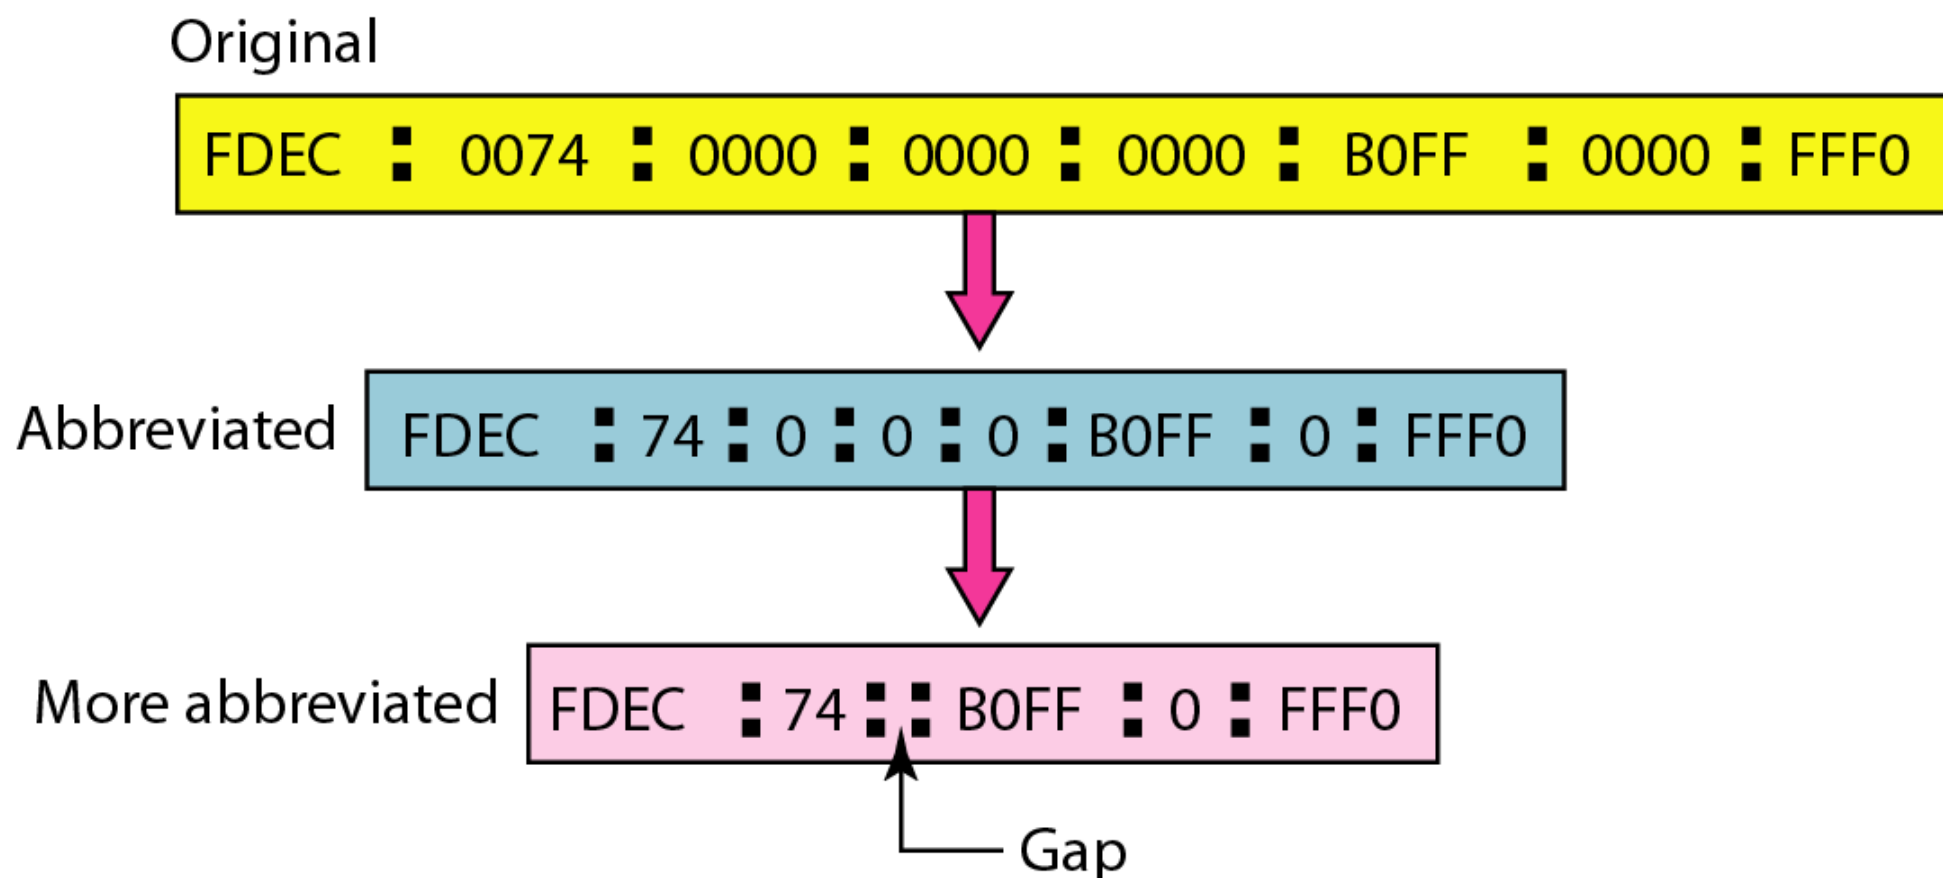 Original
FDEC : 0074 : 0000 : 0000 : 0000 : B0FF : 0000 : FFF0
Abbreviated FDEC : 74 : 0 : 0 : 0 : B0FF : 0 : FFF0
More abbreviated FDEC : 74 : : B0FF : 0 : FFF0
Gap